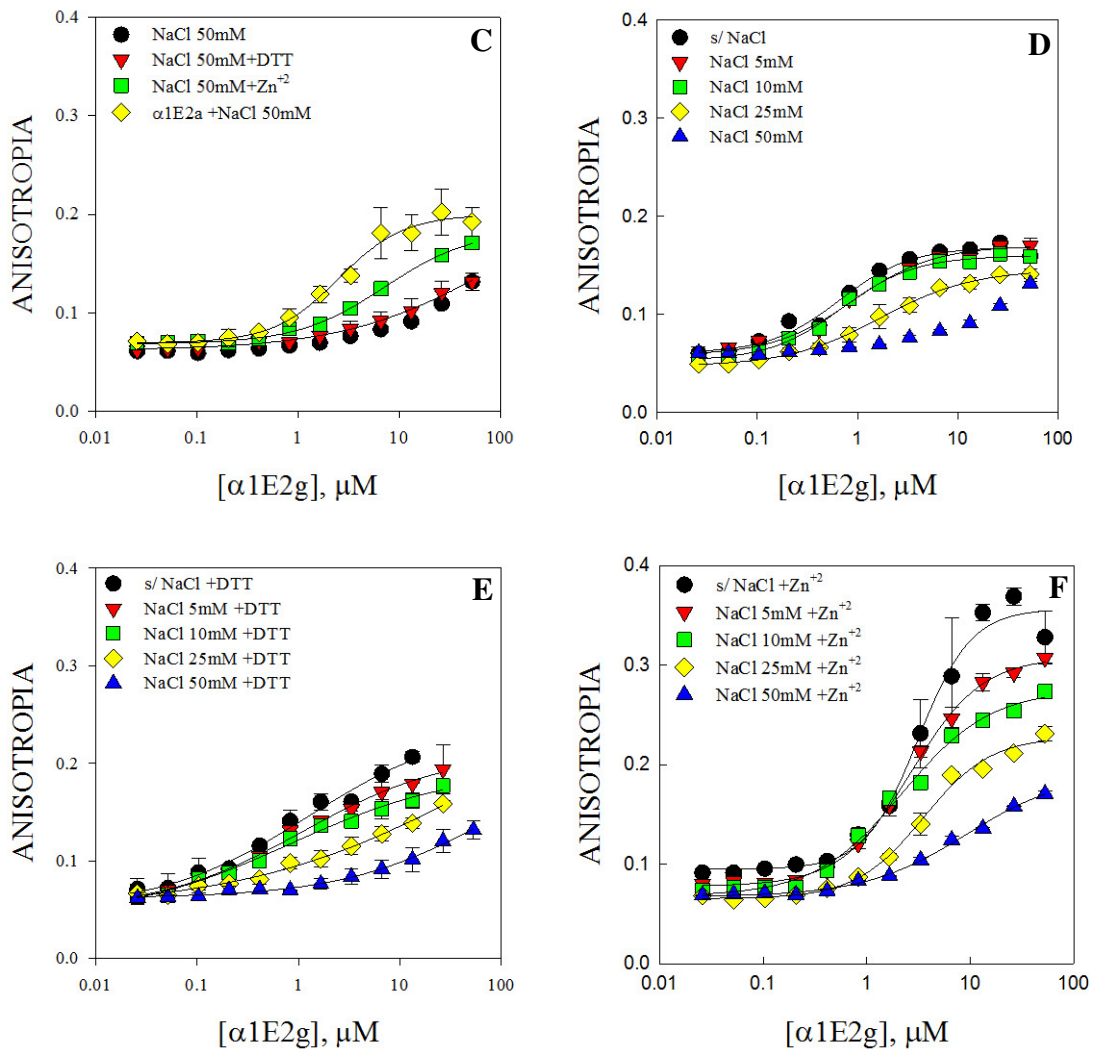 C
NaCl 50mM
NaCl 50mM+DTT
NaCl 50mM+Zn+2
α1E2a +NaCl 50mM
ANISOTROPIA
0.4
0.3
0.2
0.1
0.0
0.01
0.1
1
10
100
[α1E2g], μM
D
s/ NaCl
NaCl 5mM
NaCl 10mM
NaCl 25mM
NaCl 50mM
ANISOTROPIA
0.4
0.3
0.2
0.1
0.0
0.01
0.1
1
10
100
[α1E2g], μM
E
s/ NaCl +DTT
NaCl 5mM +DTT
NaCl 10mM +DTT
NaCl 25mM +DTT
NaCl 50mM +DTT
ANISOTROPIA
0.4
0.3
0.2
0.1
0.0
0.01
0.1
1
10
100
[α1E2g], μM
F
s/ NaCl +Zn+2
NaCl 5mM +Zn+2
NaCl 10mM +Zn+2
NaCl 25mM +Zn+2
NaCl 50mM +Zn+2
ANISOTROPIA
0.4
0.3
0.2
0.1
0.0
0.01
0.1
1
10
100
[α1E2g], μM